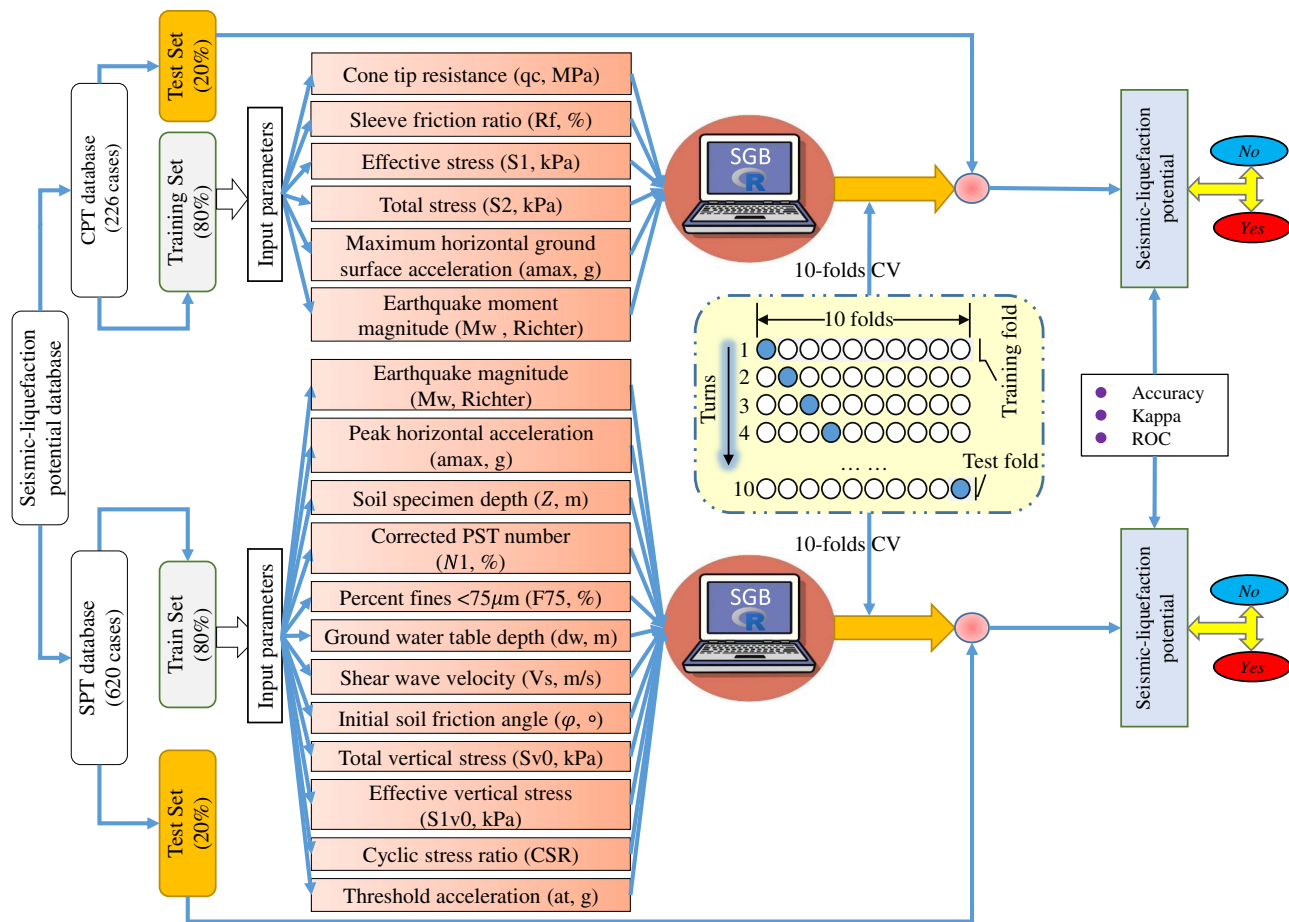 Seismic-liquefaction
potential database
CPT database
(226 cases)
Test Set
(20%)
Training Set
(80%)
Input parameters
Cone tip resistance (qc, MPa)
Sleeve friction ratio (Rf, %)
Effective stress (S1, kPa)
Total stress (S2, kPa)
Maximum horizontal ground
surface acceleration (amax, g)
Earthquake moment
magnitude (Mw , Richter)
SGB
R
10-folds CV
Seismic-liquefaction
potential
No
Yes
10 folds
Turns
1
2
3
4
... ...
10
Training fold
Test fold
Accuracy
Kappa
ROC
10-folds CV
SPT database
(620 cases)
Train Set
(80%)
Test Set
(20%)
Input parameters
Earthquake magnitude
(Mw, Richter)
Peak horizontal acceleration
(amax, g)
Soil specimen depth (Z, m)
Corrected PST number
(N1, %)
Percent fines <75μm (F75, %)
Ground water table depth (dw, m)
Shear wave velocity (Vs, m/s)
Initial soil friction angle (φ, °)
Total vertical stress (Sv0, kPa)
Effective vertical stress
(S1v0, kPa)
Cyclic stress ratio (CSR)
Threshold acceleration (at, g)
SGB
R
Seismic-liquefaction
potential
No
Yes